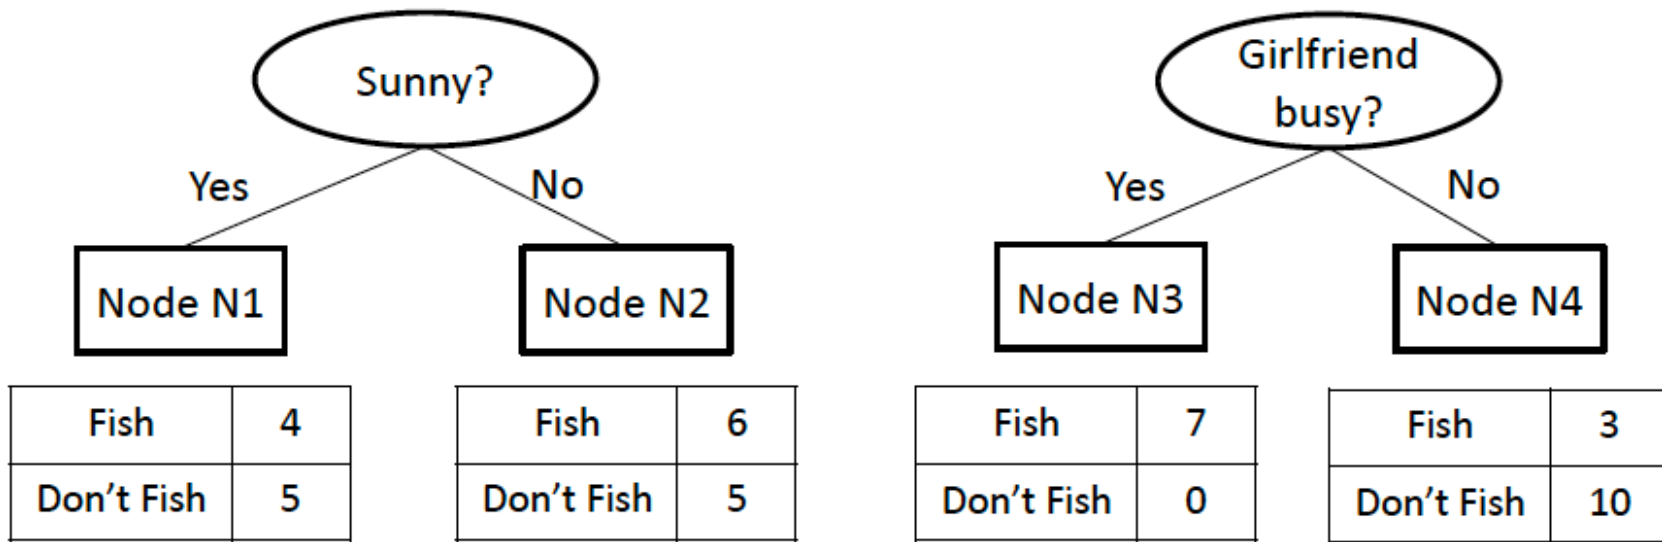 Sunny?
Girlfriend
busy?
Yes
No
Yes
No
Node N1
Node N2
Node N3
Node N4
Fish 4
Don’t Fish 5
Fish 6
Don’t Fish 5
Fish 7
Don’t Fish 0
Fish 3
Don’t Fish 10